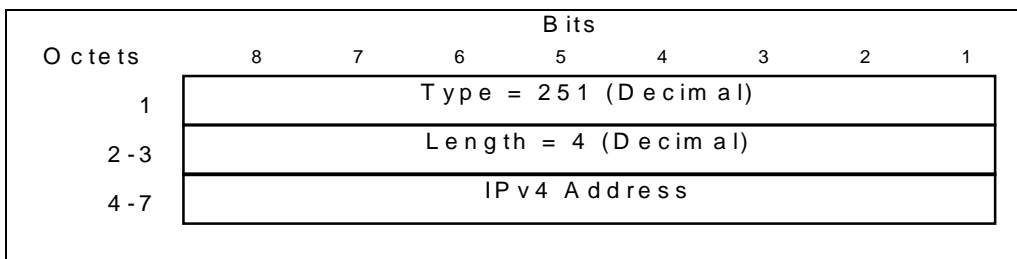 Bits
Octets 8 7 6 5 4 3 2 1
1 Type = 251 (Decimal)
2-3 Length = 4 (Decimal)
4-7 IPv4 Address